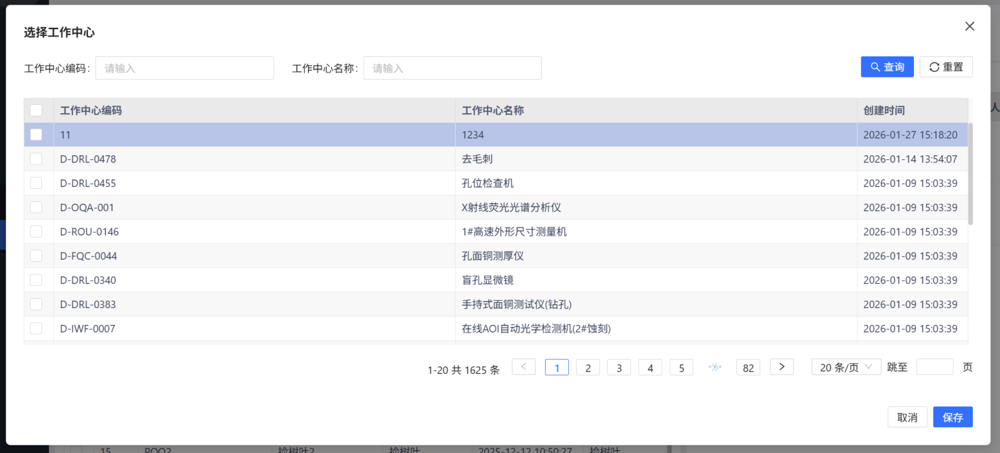 选择工作中心
工作中心编码: 请输入 工作中心名称: 请输入 查询 重置
工作中心编码 工作中心名称 创建时间
11 1234 2026-01-27 15:18:20
D-DRL-0478 去毛刺 2026-01-14 13:54:07
D-DRL-0455 孔位检查机 2026-01-09 15:03:39
D-OQA-001 X射线荧光光谱分析仪 2026-01-09 15:03:39
D-ROU-0146 1#高速外形尺寸测量机 2026-01-09 15:03:39
D-FQC-0044 孔面铜测厚仪 2026-01-09 15:03:39
D-DRL-0340 盲孔显微镜 2026-01-09 15:03:39
D-DRL-0383 手持式面铜测试仪(钻孔) 2026-01-09 15:03:39
D-IWF-0007 在线AOI自动光学检测机(2#蚀刻) 2026-01-09 15:03:39
1-20 共 1625 条 1 2 3 4 5 82 20 条/页 跳至 页
取消 保存
15 2025-12-12 10:50:27